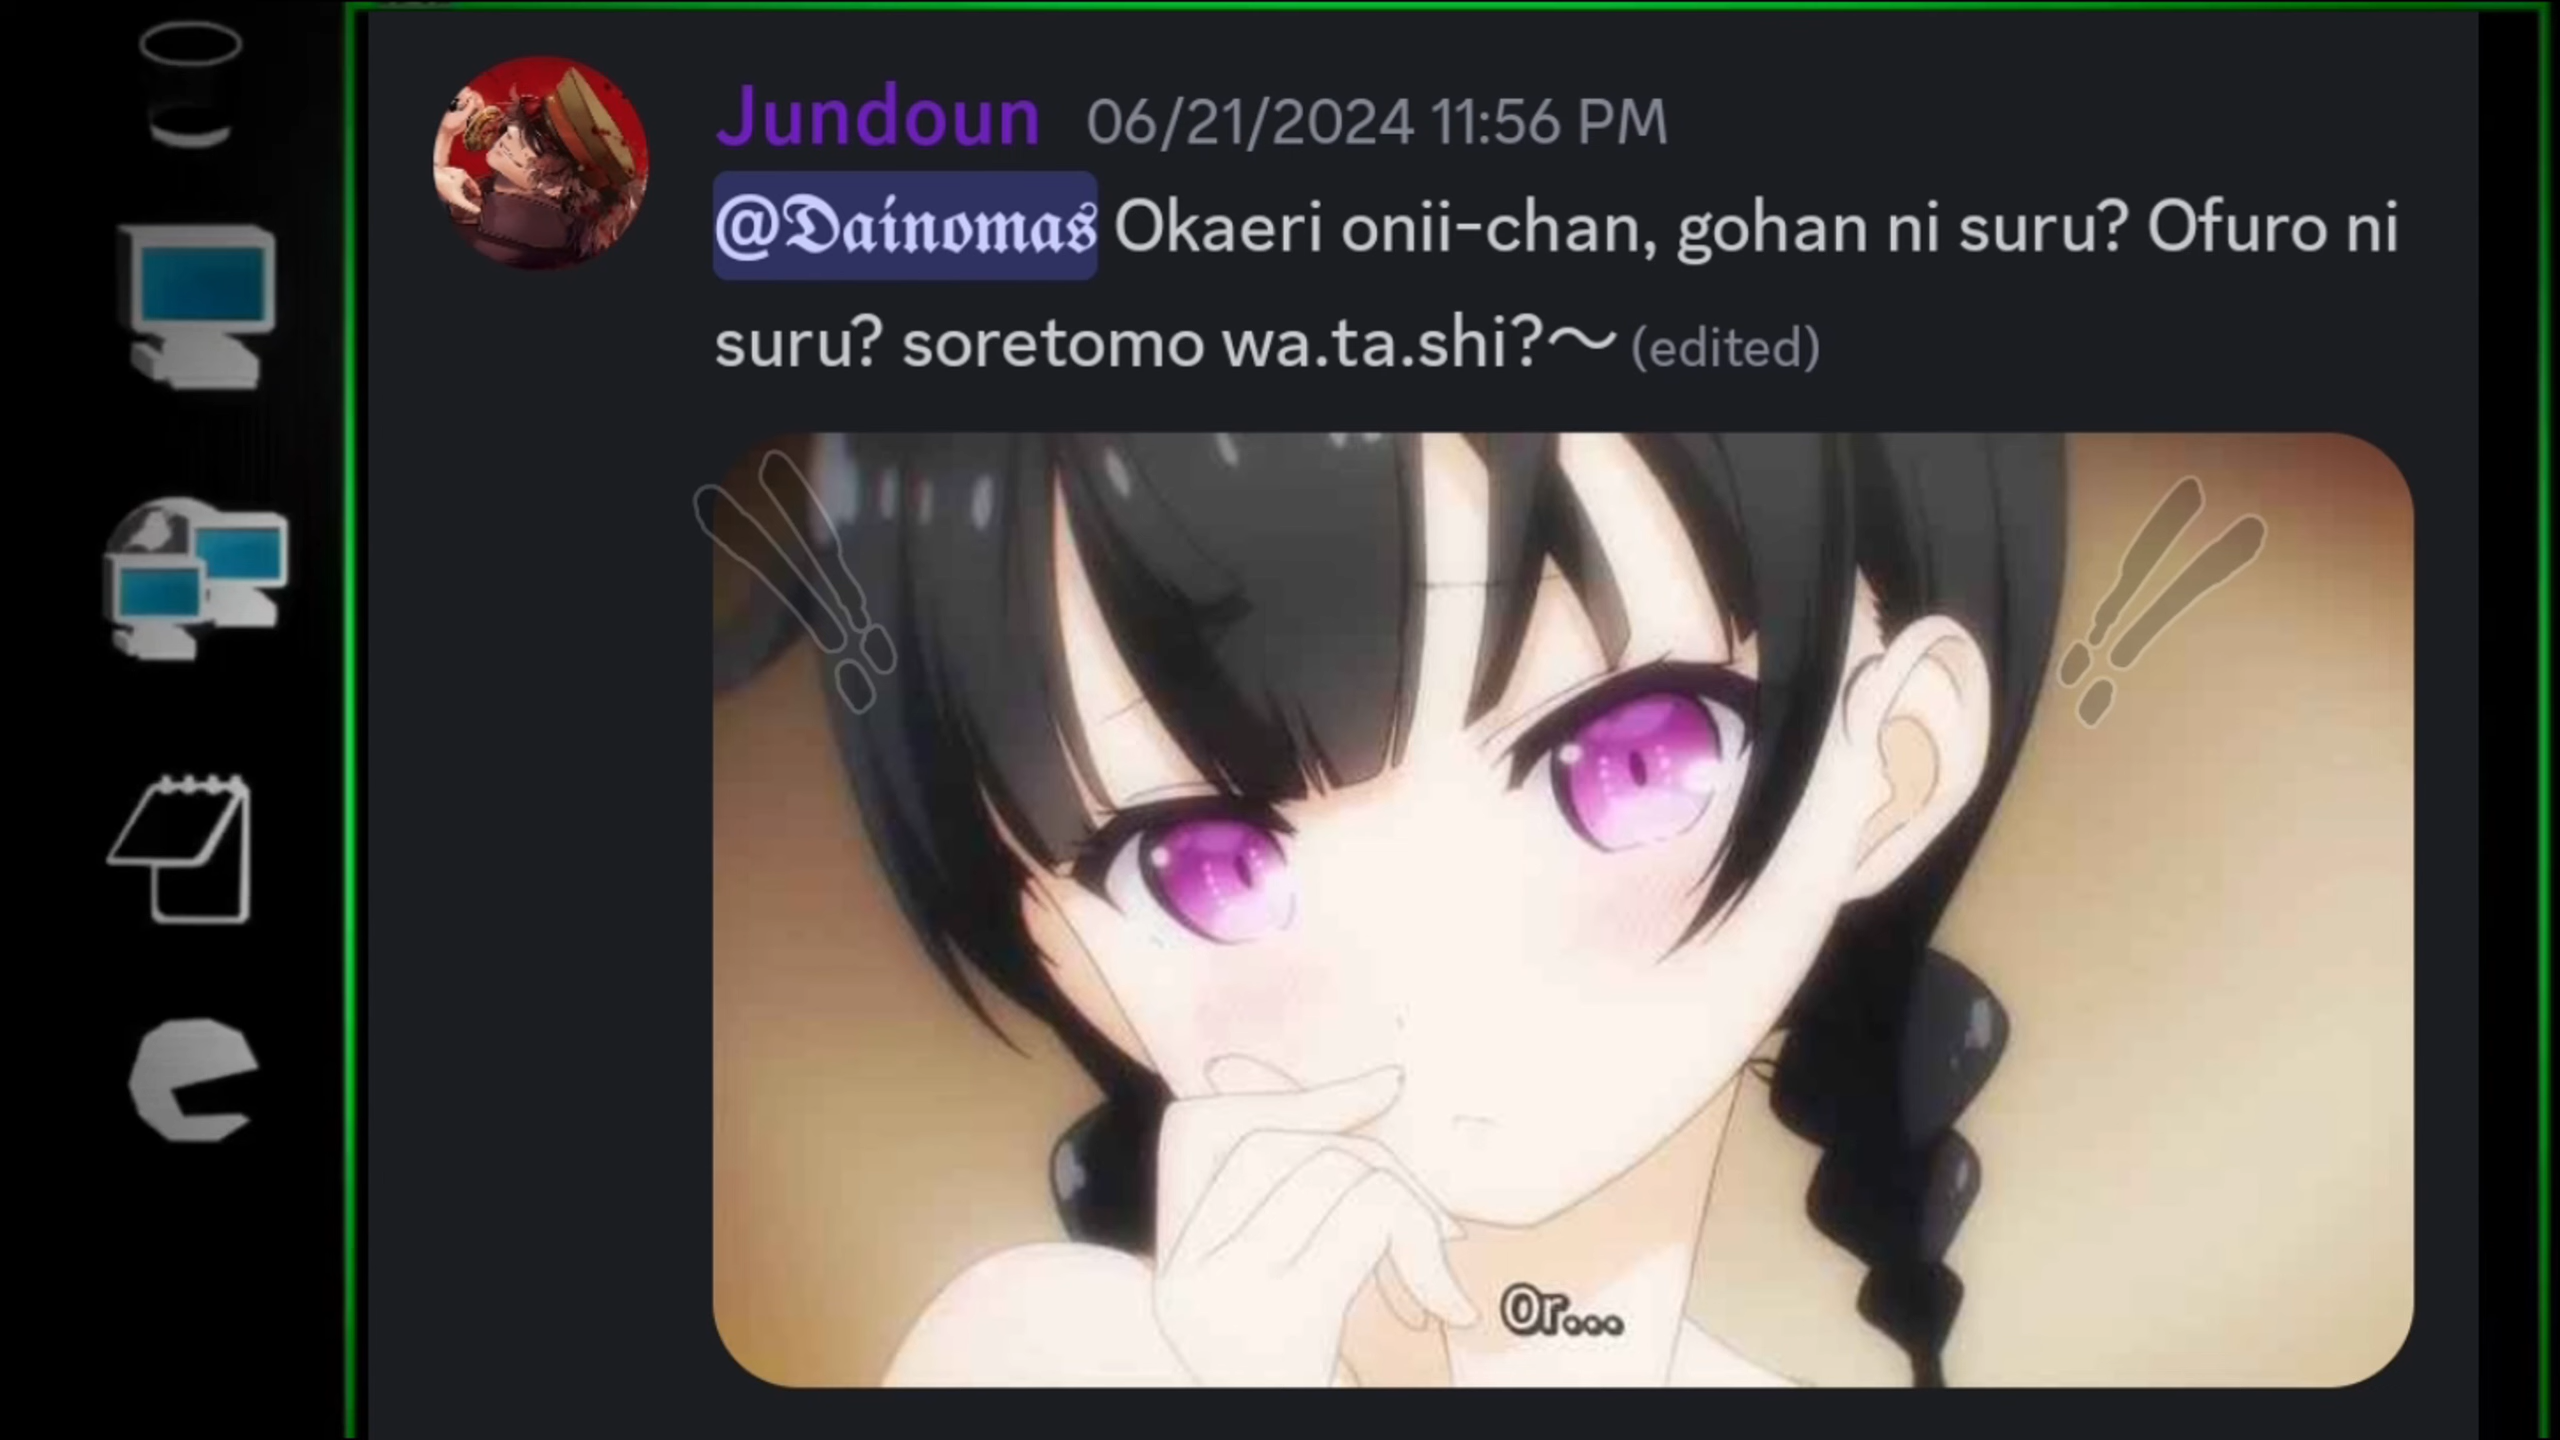 Jundoun 06/21/2024 11:56 PM
@Dainomas Okaeri onii-chan, gohan ni suru? Ofuro ni
suru? soretomo wa.ta.shi?～ (edited)
Or...